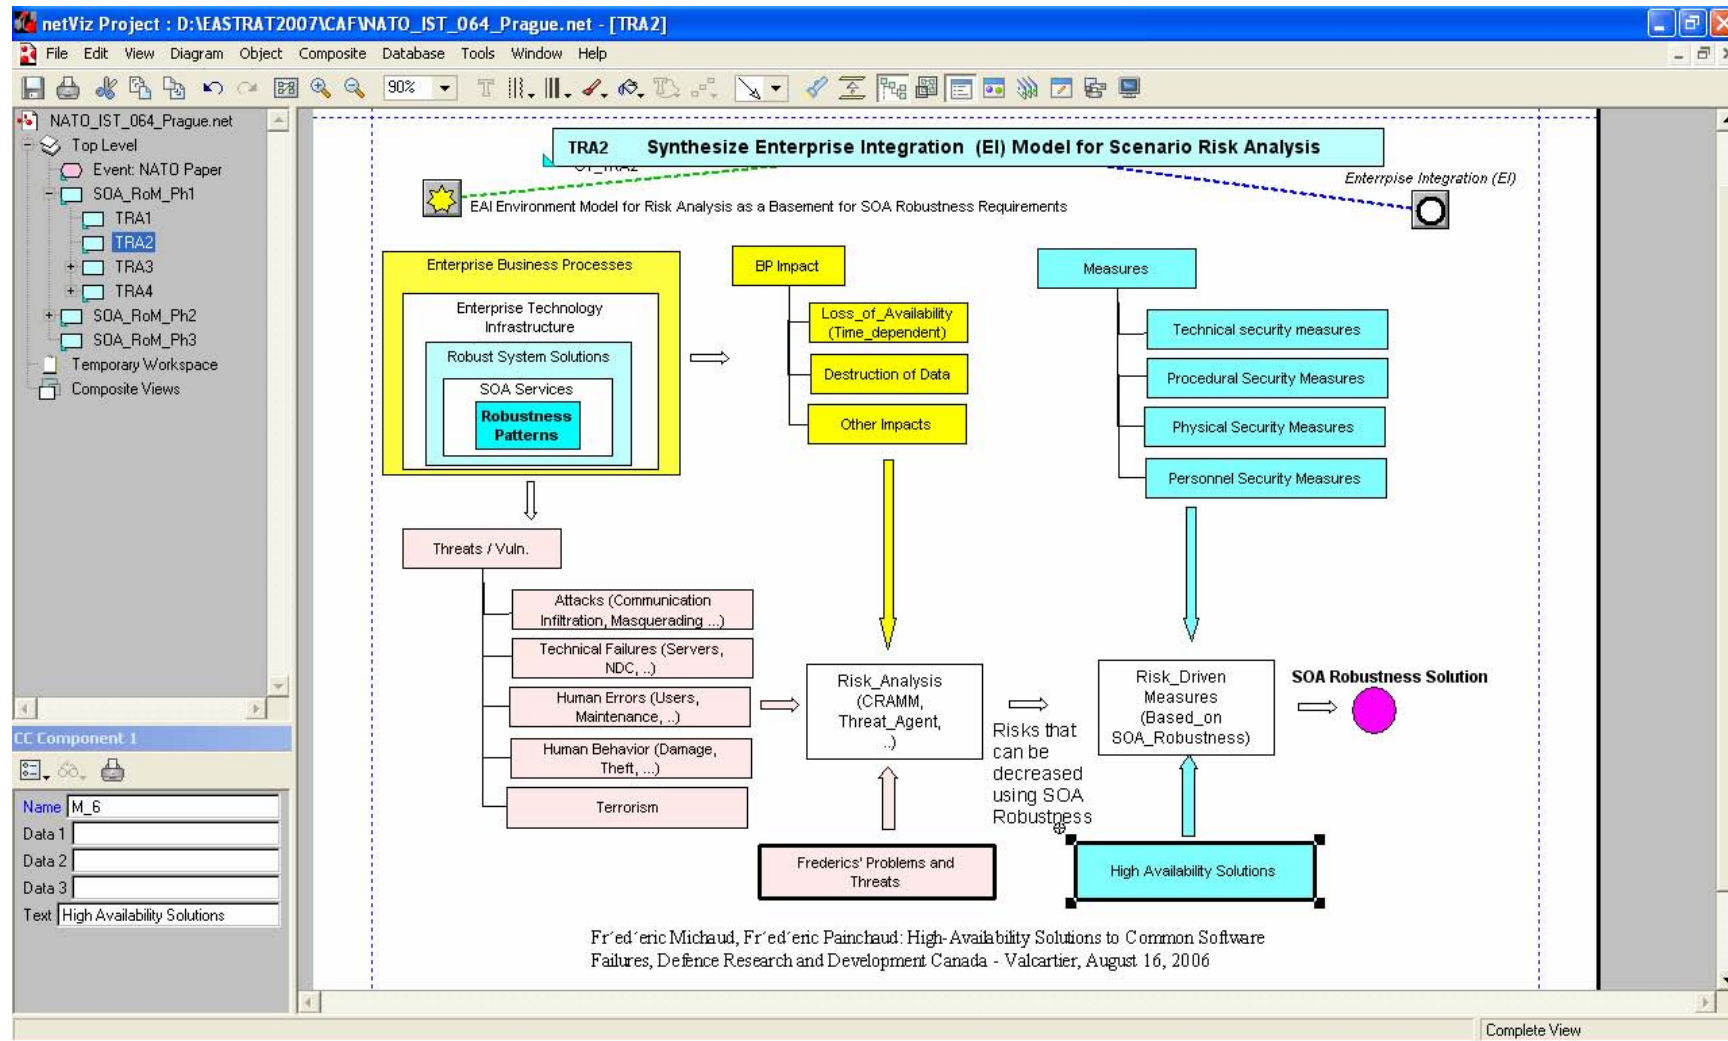 netViz Project : D:\EASTRAT2007\CAF\NATO_IST_064_Prague.net - [TRA2]
File Edit View Diagram Object Composite Database Tools Window Help
90%
NATO_IST_064_Prague.net
Top Level
Event: NATO Paper
SOA_RoM_Ph1
TRA1
TRA2
TRA3
TRA4
SOA_RoM_Ph2
SOA_RoM_Ph3
Temporary Workspace
Composite Views
CC Component 1
Name M_6
Data 1
Data 2
Data 3
Text High Availability Solutions
TRA2 Synthesize Enterprise Integration (EI) Model for Scenario Risk Analysis
Enterrpise Integration (EI)
EAI Environment Model for Risk Analysis as a Basement for SOA Robustness Requirements
Enterprise Business Processes
Enterprise Technology
Infrastructure
Robust System Solutions
SOA Services
Robustness
Patterns
BP Impact
Loss_of_Availability
(Time_dependent)
Destruction of Data
Other Impacts
Measures
Technical security measures
Procedural Security Measures
Physical Security Measures
Personnel Security Measures
Threats / Vuln.
Attacks (Communication
Infiltration, Masquerading ...)
Technical Failures (Servers,
NDC, ..)
Human Errors (Users,
Maintenance, ..)
Human Behavior (Damage,
Theft, ...)
Terrorism
Risk_Analysis
(CRAMM,
Threat_Agent,
..)
Risks that
can be
decreased
using SOA
Robustness
Risk_Driven
Measures
(Based_on
SOA_Robustness)
SOA Robustness Solution
Frederics' Problems and
Threats
High Availability Solutions
Fr´ed´eric Michaud, Fr´ed´eric Painchaud: High-Availability Solutions to Common Software
Failures, Defence Research and Development Canada - Valcartier, August 16, 2006
Complete View